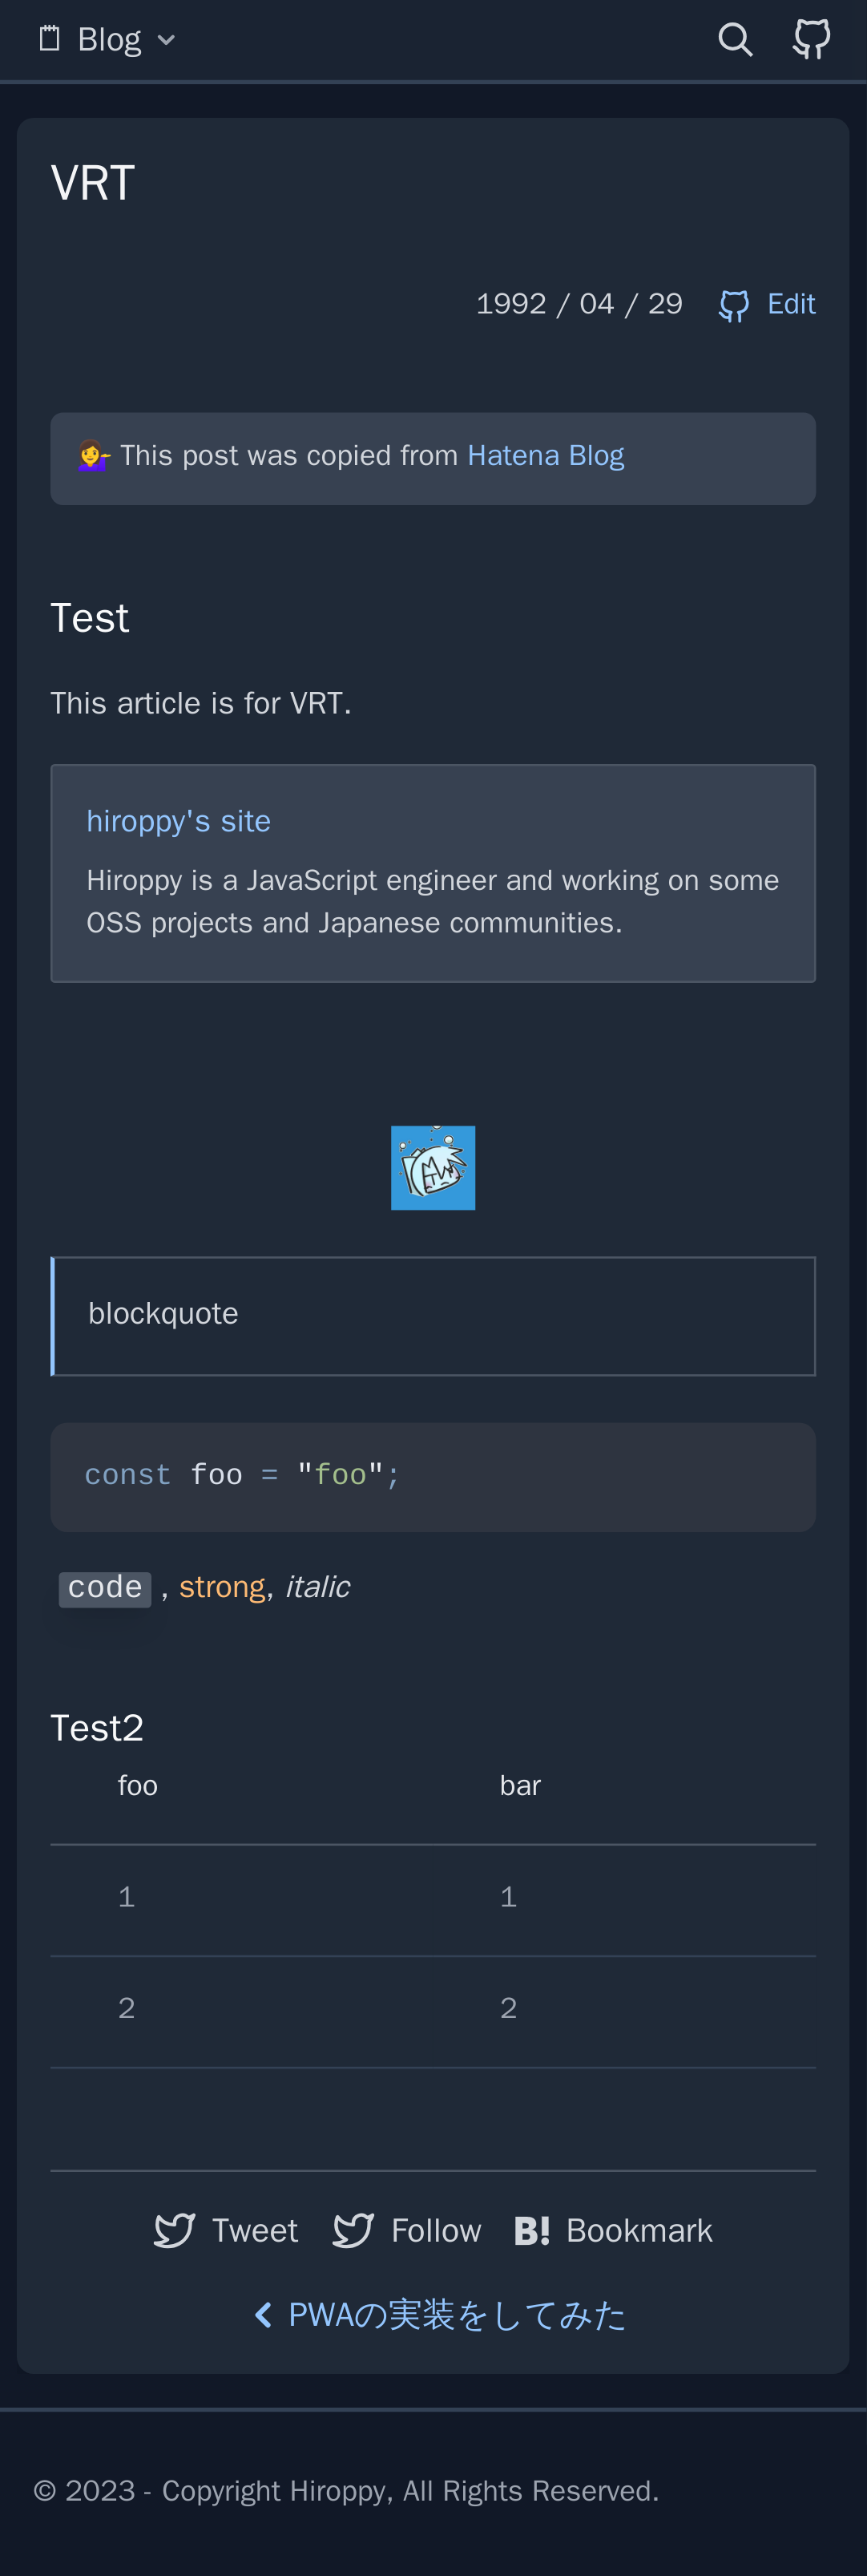 Blog
VRT
1992 / 04 / 29 Edit
💁‍♀️ This post was copied from Hatena Blog
Test
This article is for VRT.
hiroppy's site
Hiroppy is a JavaScript engineer and working on some
OSS projects and Japanese communities.
blockquote
const foo = "foo";
code , strong, italic
Test2
foo bar
1 1
2 2
Tweet Follow B! Bookmark
PWAの実装をしてみた
© 2023 - Copyright Hiroppy, All Rights Reserved.